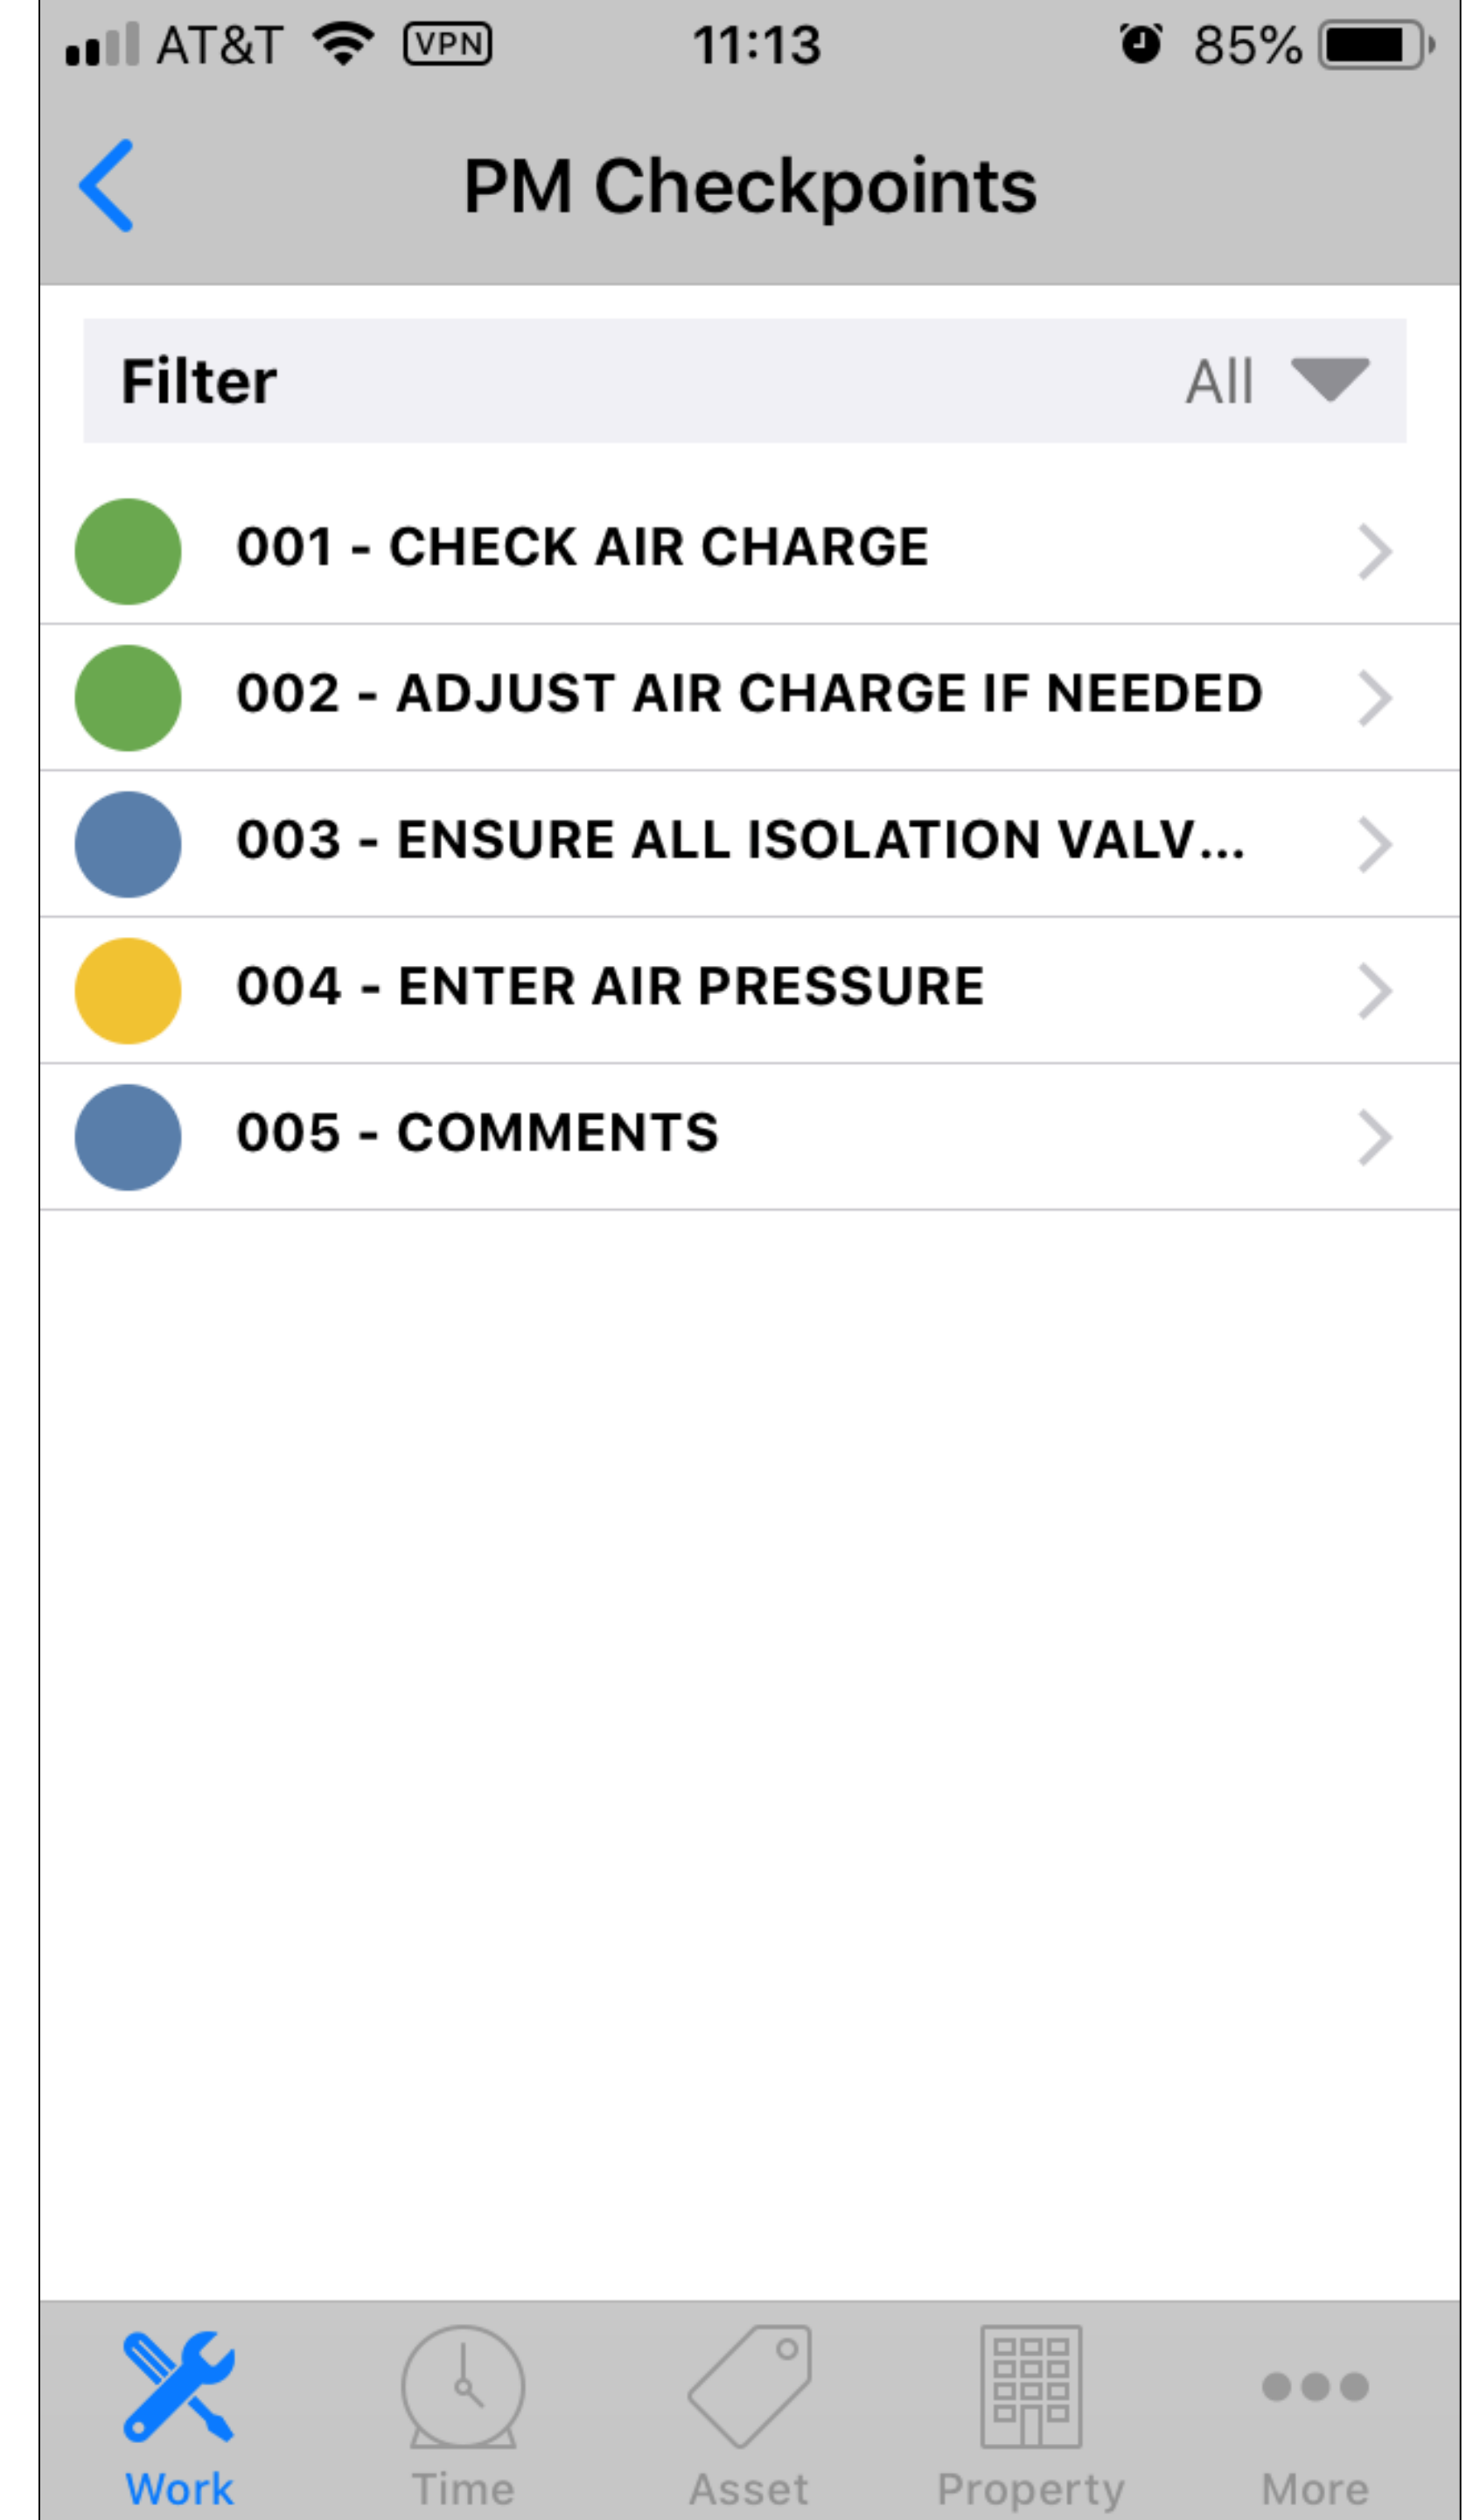 AT&T VPN 11:13 85%
PM Checkpoints
Filter All
001 - CHECK AIR CHARGE
002 - ADJUST AIR CHARGE IF NEEDED
003 - ENSURE ALL ISOLATION VALV...
004 - ENTER AIR PRESSURE
005 - COMMENTS
Work Time Asset Property More